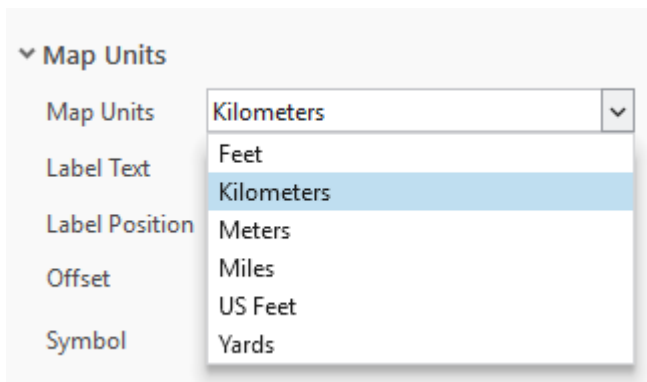 Map Units
Map Units Kilometers
Feet
Label Text
Kilometers
Label Position
Meters
Miles
Offset
US Feet
Symbol
Yards